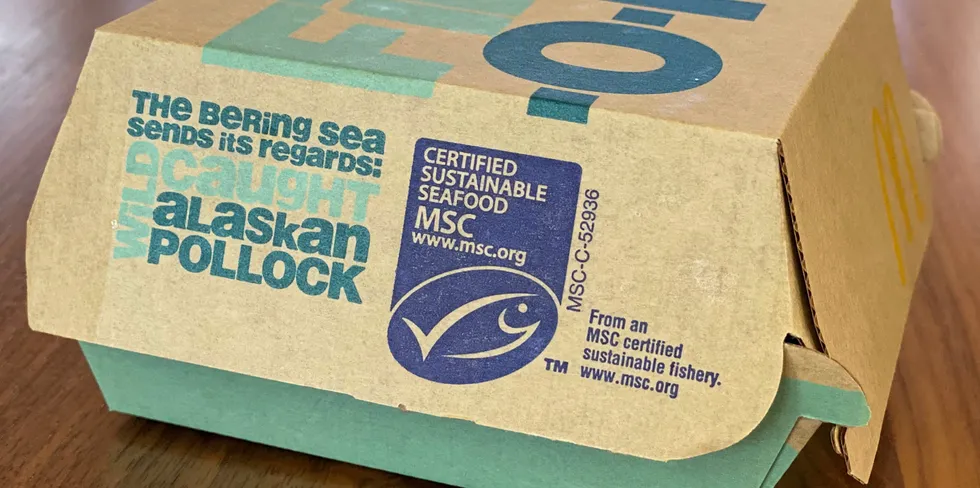 FIL
-O-
THE BERING SEA
SENDS ITS REGARDS:
WILD CAUGHT
ALASKAN
POLLOCK
CERTIFIED
SUSTAINABLE
SEAFOOD
MSC
www.msc.org
TM
MSC-C-52936
From an
MSC certified
sustainable fishery.
www.msc.org